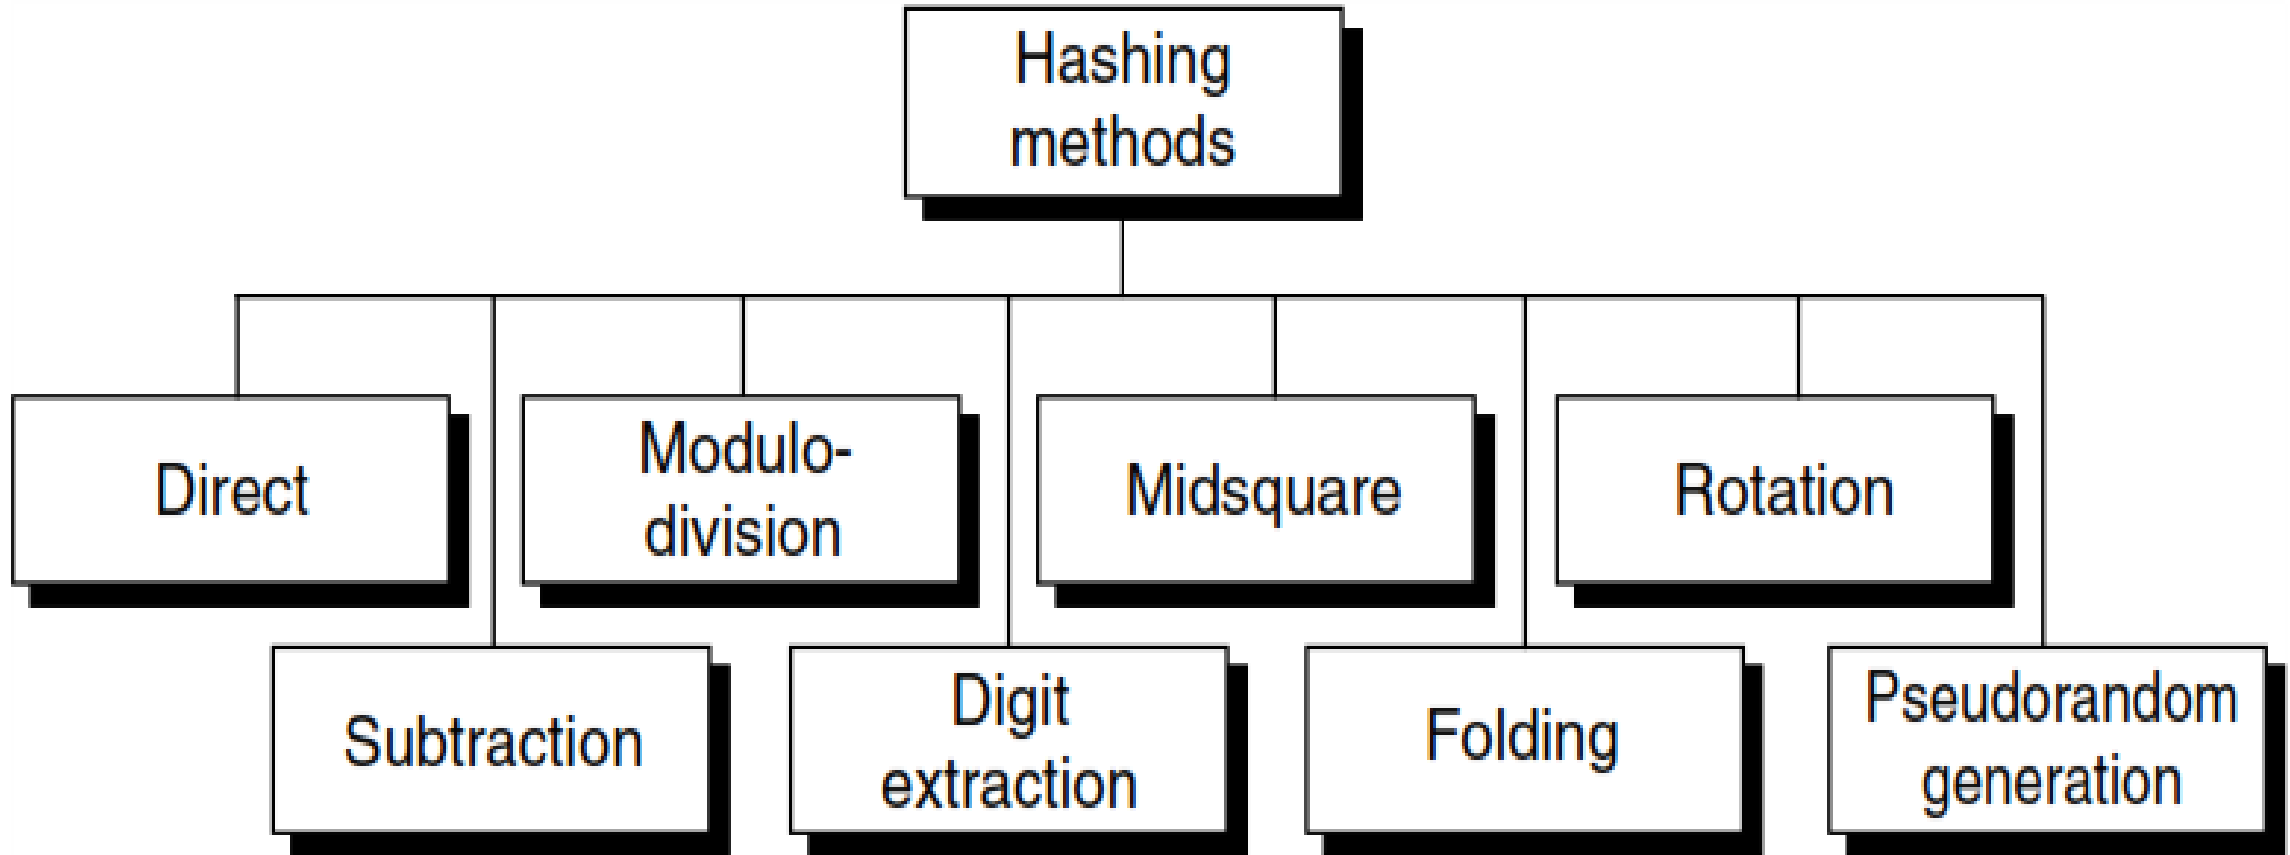 Hashing
methods
Direct
Modulo-
division
Midsquare
Rotation
Subtraction
Digit
extraction
Folding
Pseudorandom
generation